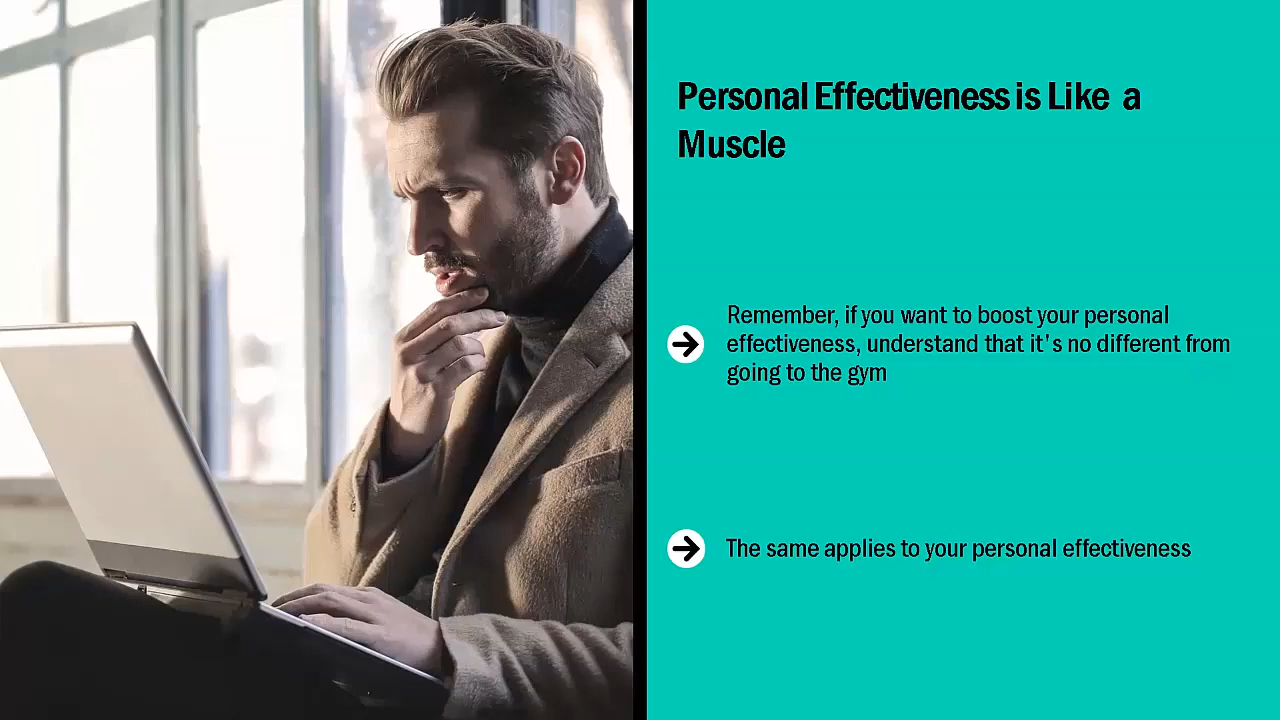 Personal Effectiveness is Like a
Muscle
Remember, if you want to boost your personal
effectiveness, understand that it's no different from
going to the gym
The same applies to your personal effectiveness